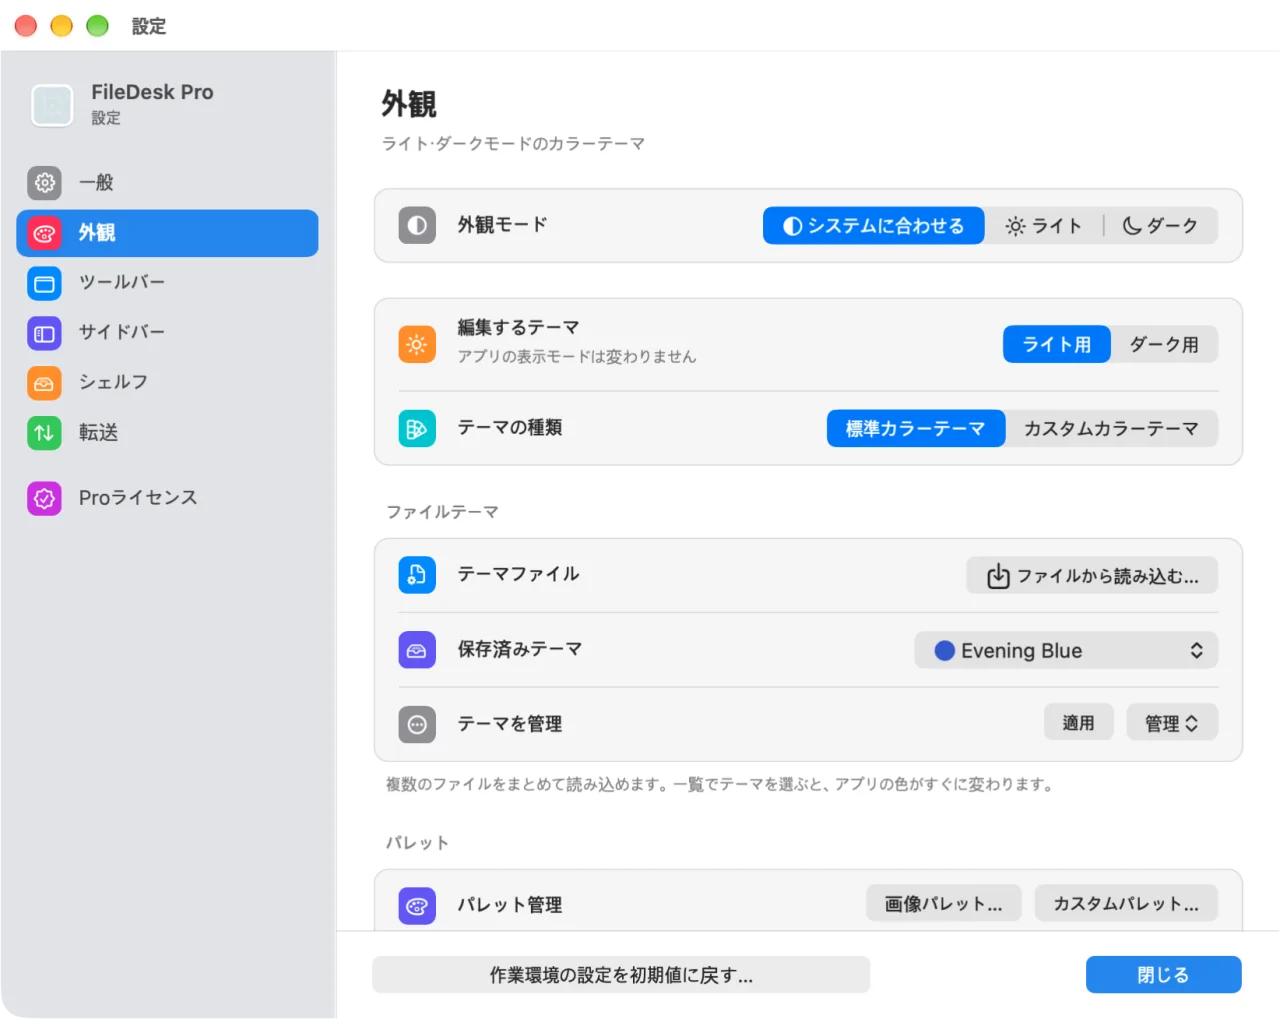 設定
FileDesk Pro
設定
一般
外観
ツールバー
サイドバー
シェルフ
転送
Proライセンス
外観
ライト·ダークモードのカラーテーマ
外観モード
システムに合わせる
ライト
ダーク
編集するテーマ
アプリの表示モードは変わりません
ライト用
ダーク用
テーマの種類
標準カラーテーマ
カスタムカラーテーマ
ファイルテーマ
テーマファイル
ファイルから読み込む...
保存済みテーマ
Evening Blue
テーマを管理
適用
管理
複数のファイルをまとめて読み込めます。一覧でテーマを選ぶと、アプリの色がすぐに変わります。
パレット
パレット管理
画像パレット...
カスタムパレット...
作業環境の設定を初期値に戻す...
閉じる